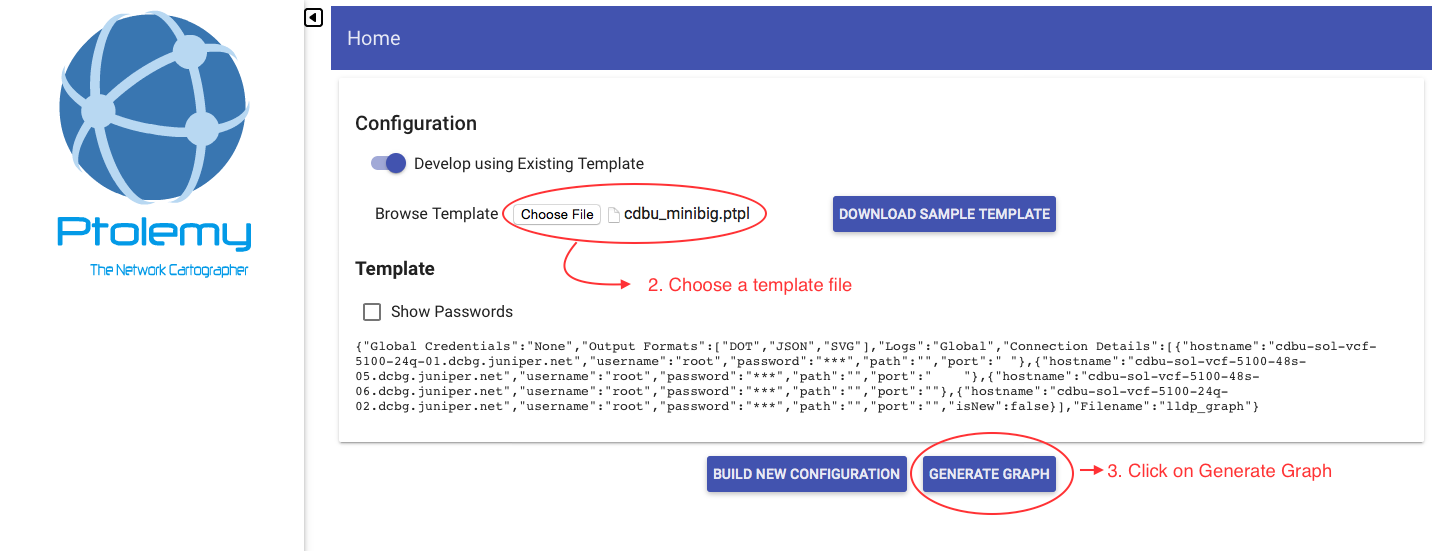 Ptolemy
The Network Cartographer
Home
Configuration
Develop using Existing Template
Browse Template Choose File cdbu_minibig.ptpl DOWNLOAD SAMPLE TEMPLATE
Template
2. Choose a template file
Show Passwords
{"Global Credentials":"None","Output Formats":["DOT","JSON","SVG"],"Logs":"Global","Connection Details":[{"hostname":"cdbu-sol-vcf-
5100-24q-01.dcbg.juniper.net","username":"root","password":"***","path":"","port":" "},{"hostname":"cdbu-sol-vcf-5100-48s-
05.dcbg.juniper.net","username":"root","password":"***","path":"","port":"    "},{"hostname":"cdbu-sol-vcf-5100-48s-
06.dcbg.juniper.net","username":"root","password":"***","path":"","port":""},{"hostname":"cdbu-sol-vcf-5100-24q-
02.dcbg.juniper.net","username":"root","password":"***","path":"","port":"","isNew":false}],"Filename":"lldp_graph"}
BUILD NEW CONFIGURATION GENERATE GRAPH 3. Click on Generate Graph